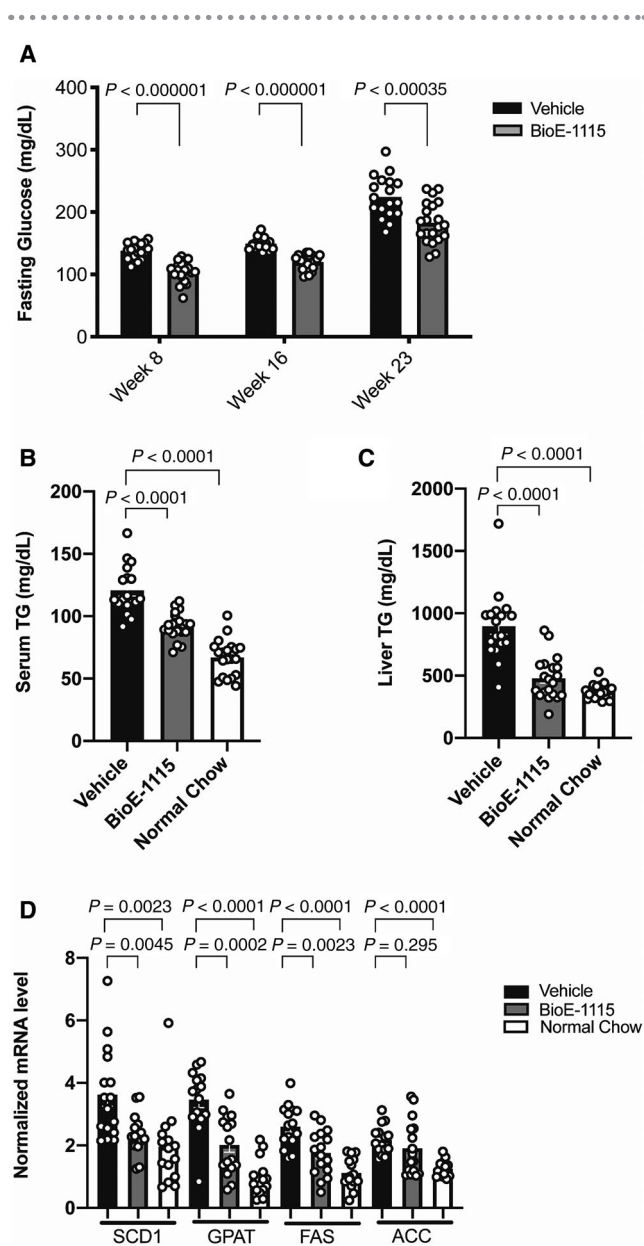 A
P < 0.000001 P < 0.000001 P < 0.00035
Vehicle
BioE-1115
Fasting Glucose (mg/dL)
400
300
200
100
0
Week 8 Week 16 Week 23
B
P < 0.0001
P < 0.0001
Serum TG (mg/dL)
200
150
100
50
0
Vehicle BioE-1115 Normal Chow
C
P < 0.0001
P < 0.0001
Liver TG (mg/dL)
2000
1500
1000
500
0
Vehicle BioE-1115 Normal Chow
D
P = 0.0023 P < 0.0001 P < 0.0001 P < 0.0001
P = 0.0045 P = 0.0002 P = 0.0023 P = 0.295
Vehicle
BioE-1115
Normal Chow
Normalized mRNA level
8
6
4
2
0
SCD1 GPAT FAS ACC